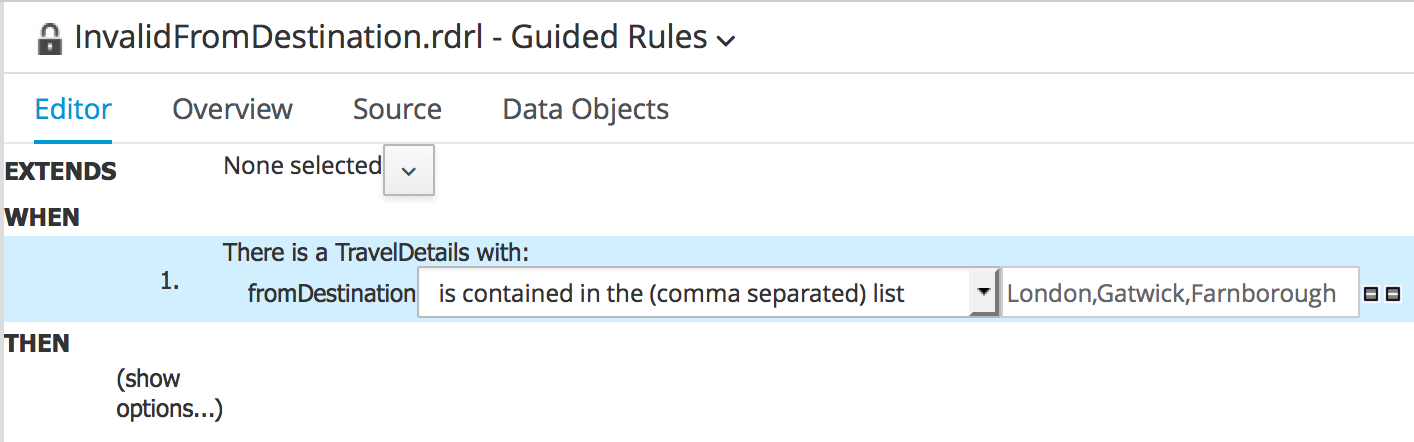 InvalidFromDestination.rdrl - Guided Rules
Editor Overview Source Data Objects
EXTENDS None selected
WHEN
There is a TravelDetails with:
1.
fromDestination is contained in the (comma separated) list London,Gatwick,Farnborough
THEN
(show
options...)